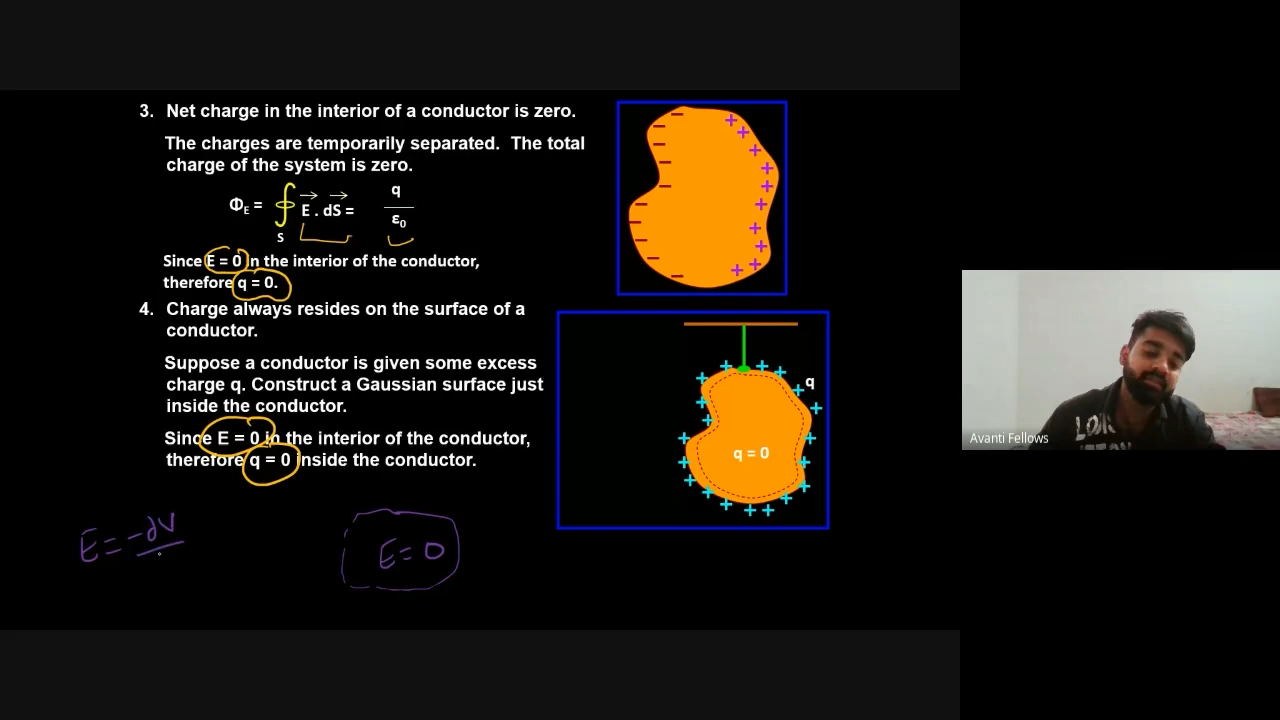 3. Net charge in the interior of a conductor is zero.
The charges are temporarily separated. The total
charge of the system is zero.
ΦE = ∮S E⃗ . dS⃗ = q / ε0
Since E = 0 in the interior of the conductor,
therefore q = 0.
4. Charge always resides on the surface of a
conductor.
Suppose a conductor is given some excess
charge q. Construct a Gaussian surface just
inside the conductor.
Since E = 0 in the interior of the conductor,
therefore q = 0 inside the conductor.
q
q = 0
E = -dV
E = 0
Avanti Fellows